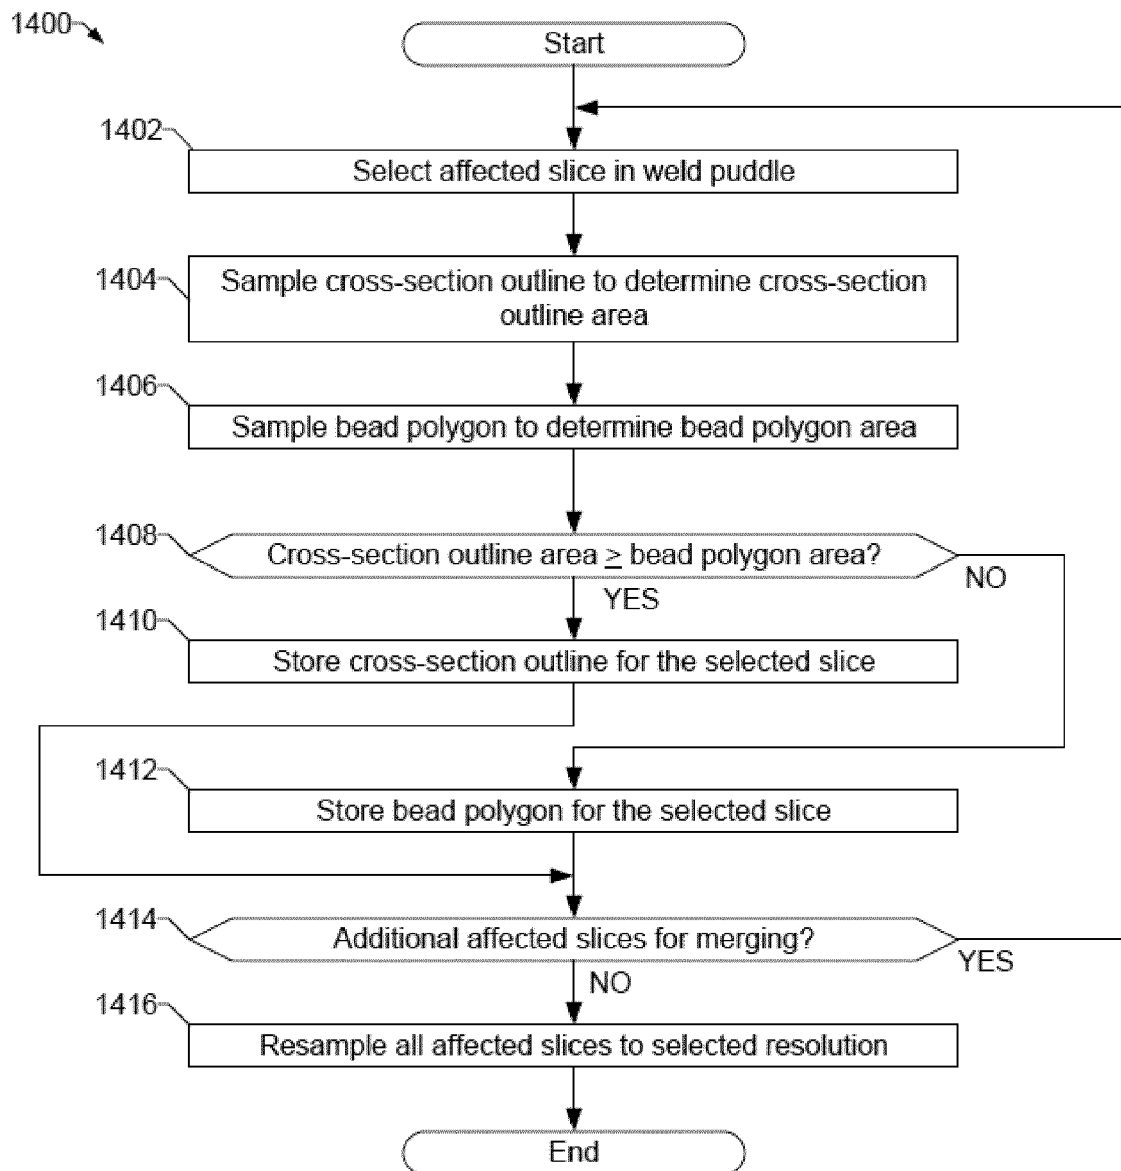 1400
Start
1402
Select affected slice in weld puddle
1404
Sample cross-section outline to determine cross-section
outline area
1406
Sample bead polygon to determine bead polygon area
1408
Cross-section outline area ≥ bead polygon area?
NO
YES
1410
Store cross-section outline for the selected slice
1412
Store bead polygon for the selected slice
1414
Additional affected slices for merging?
YES
NO
1416
Resample all affected slices to selected resolution
End